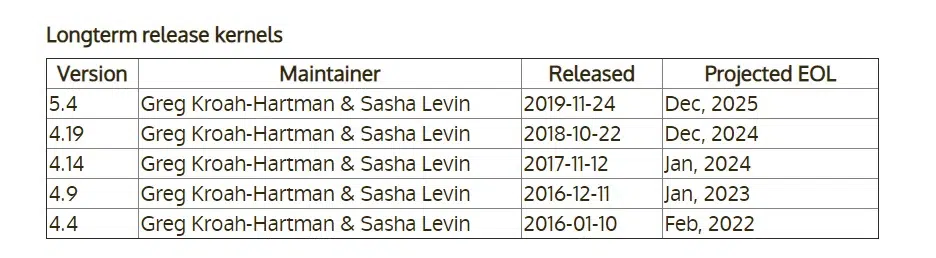 Longterm release kernels
Version Maintainer Released Projected EOL
5.4 Greg Kroah-Hartman & Sasha Levin 2019-11-24 Dec, 2025
4.19 Greg Kroah-Hartman & Sasha Levin 2018-10-22 Dec, 2024
4.14 Greg Kroah-Hartman & Sasha Levin 2017-11-12 Jan, 2024
4.9 Greg Kroah-Hartman & Sasha Levin 2016-12-11 Jan, 2023
4.4 Greg Kroah-Hartman & Sasha Levin 2016-01-10 Feb, 2022